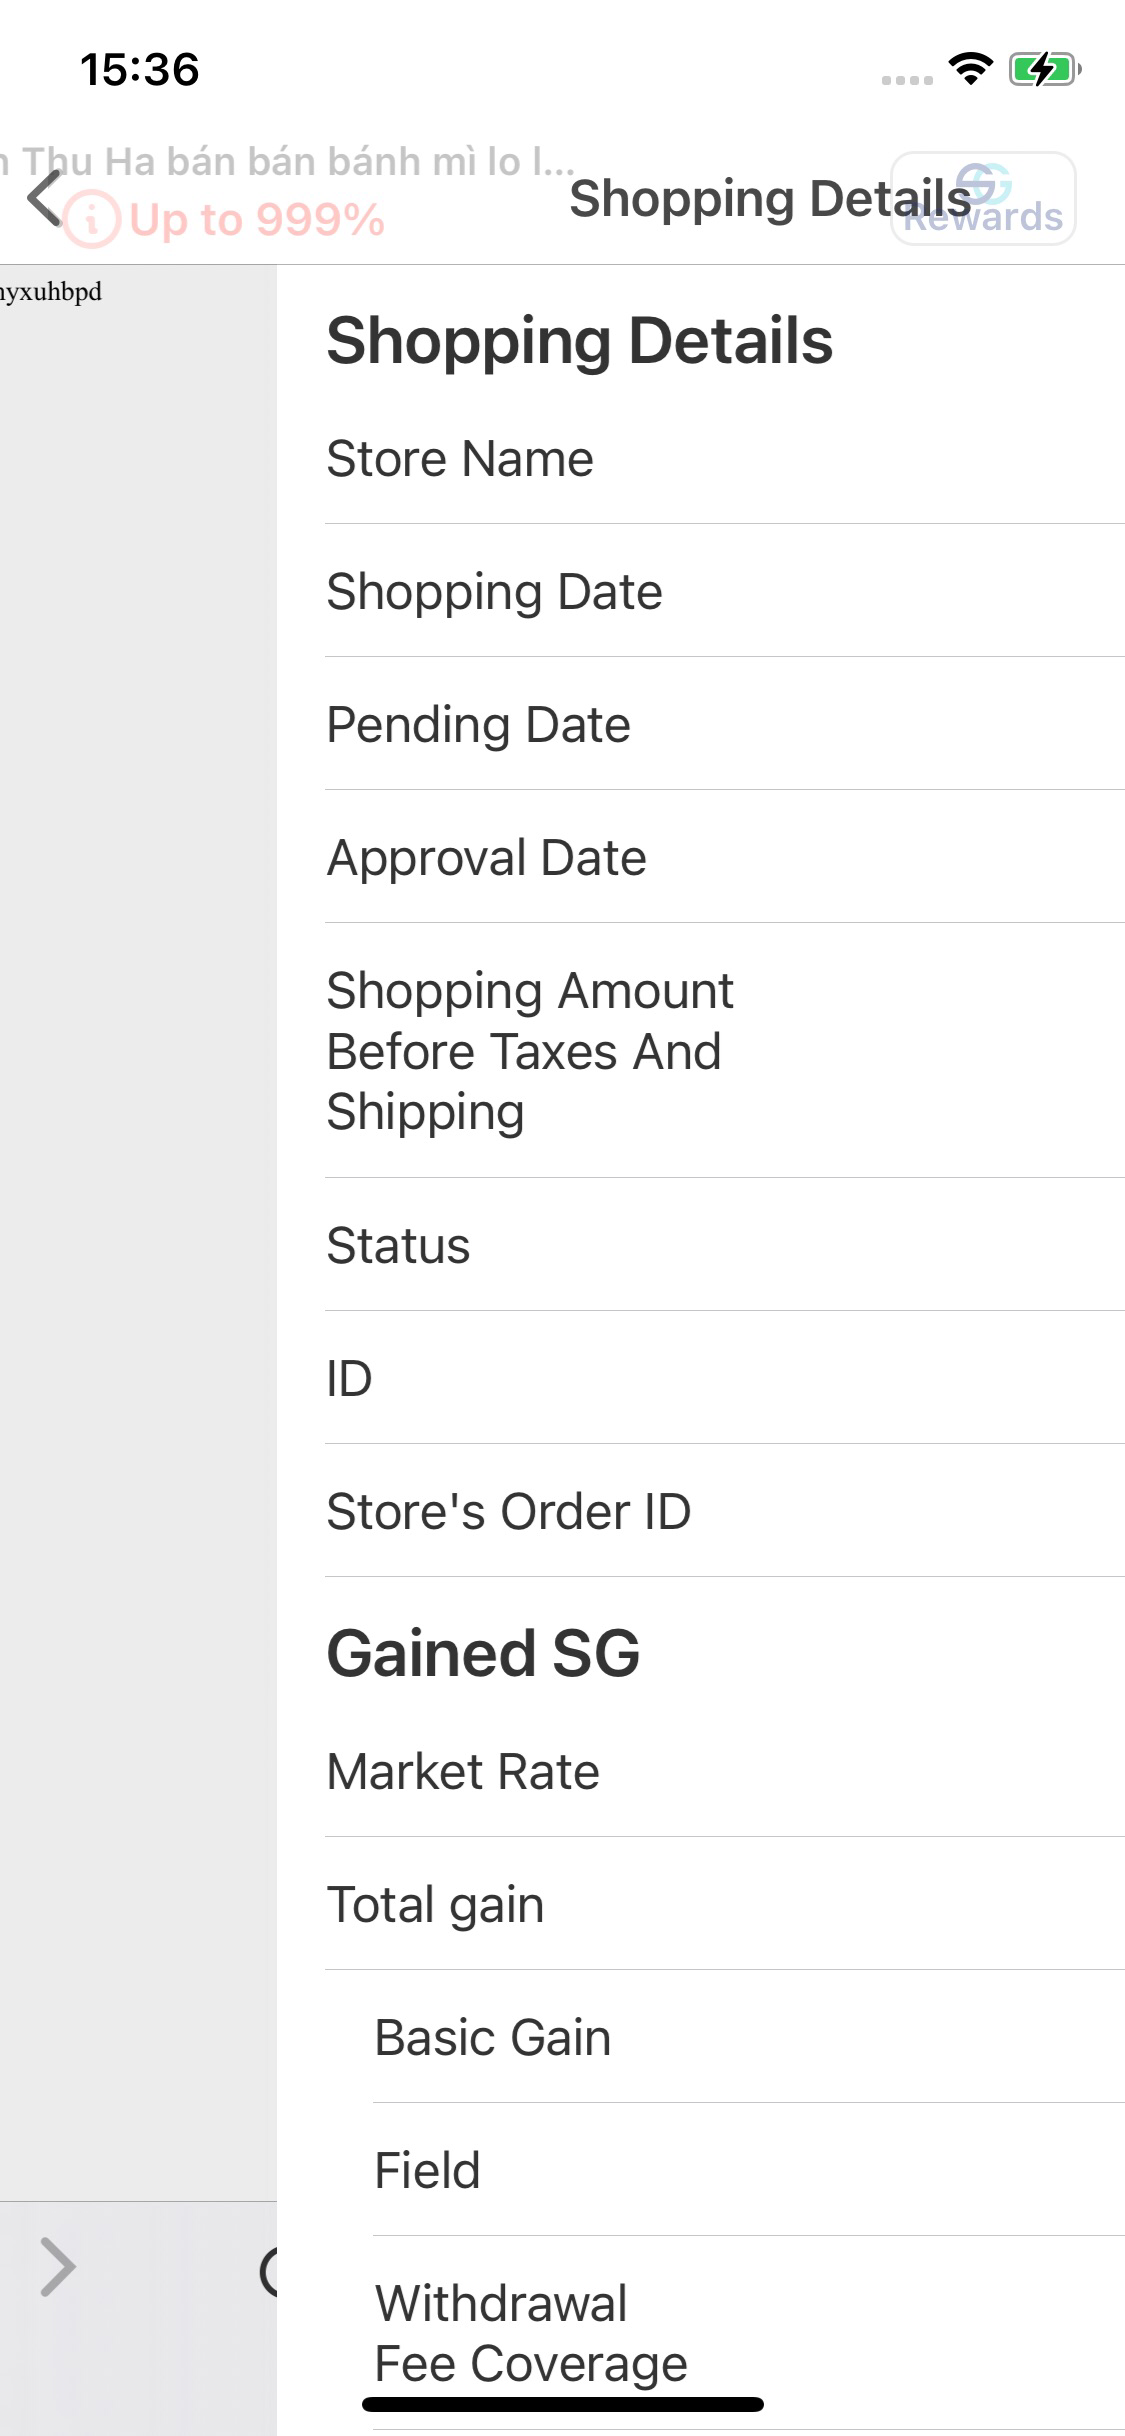 15:36
Thu Ha bán bán bánh mì lo l...
Up to 999%
Shopping Details
SG
Rewards
Shopping Details
Store Name
Shopping Date
Pending Date
Approval Date
Shopping Amount
Before Taxes And
Shipping
Status
ID
Store's Order ID
Gained SG
Market Rate
Total gain
Basic Gain
Field
Withdrawal
Fee Coverage